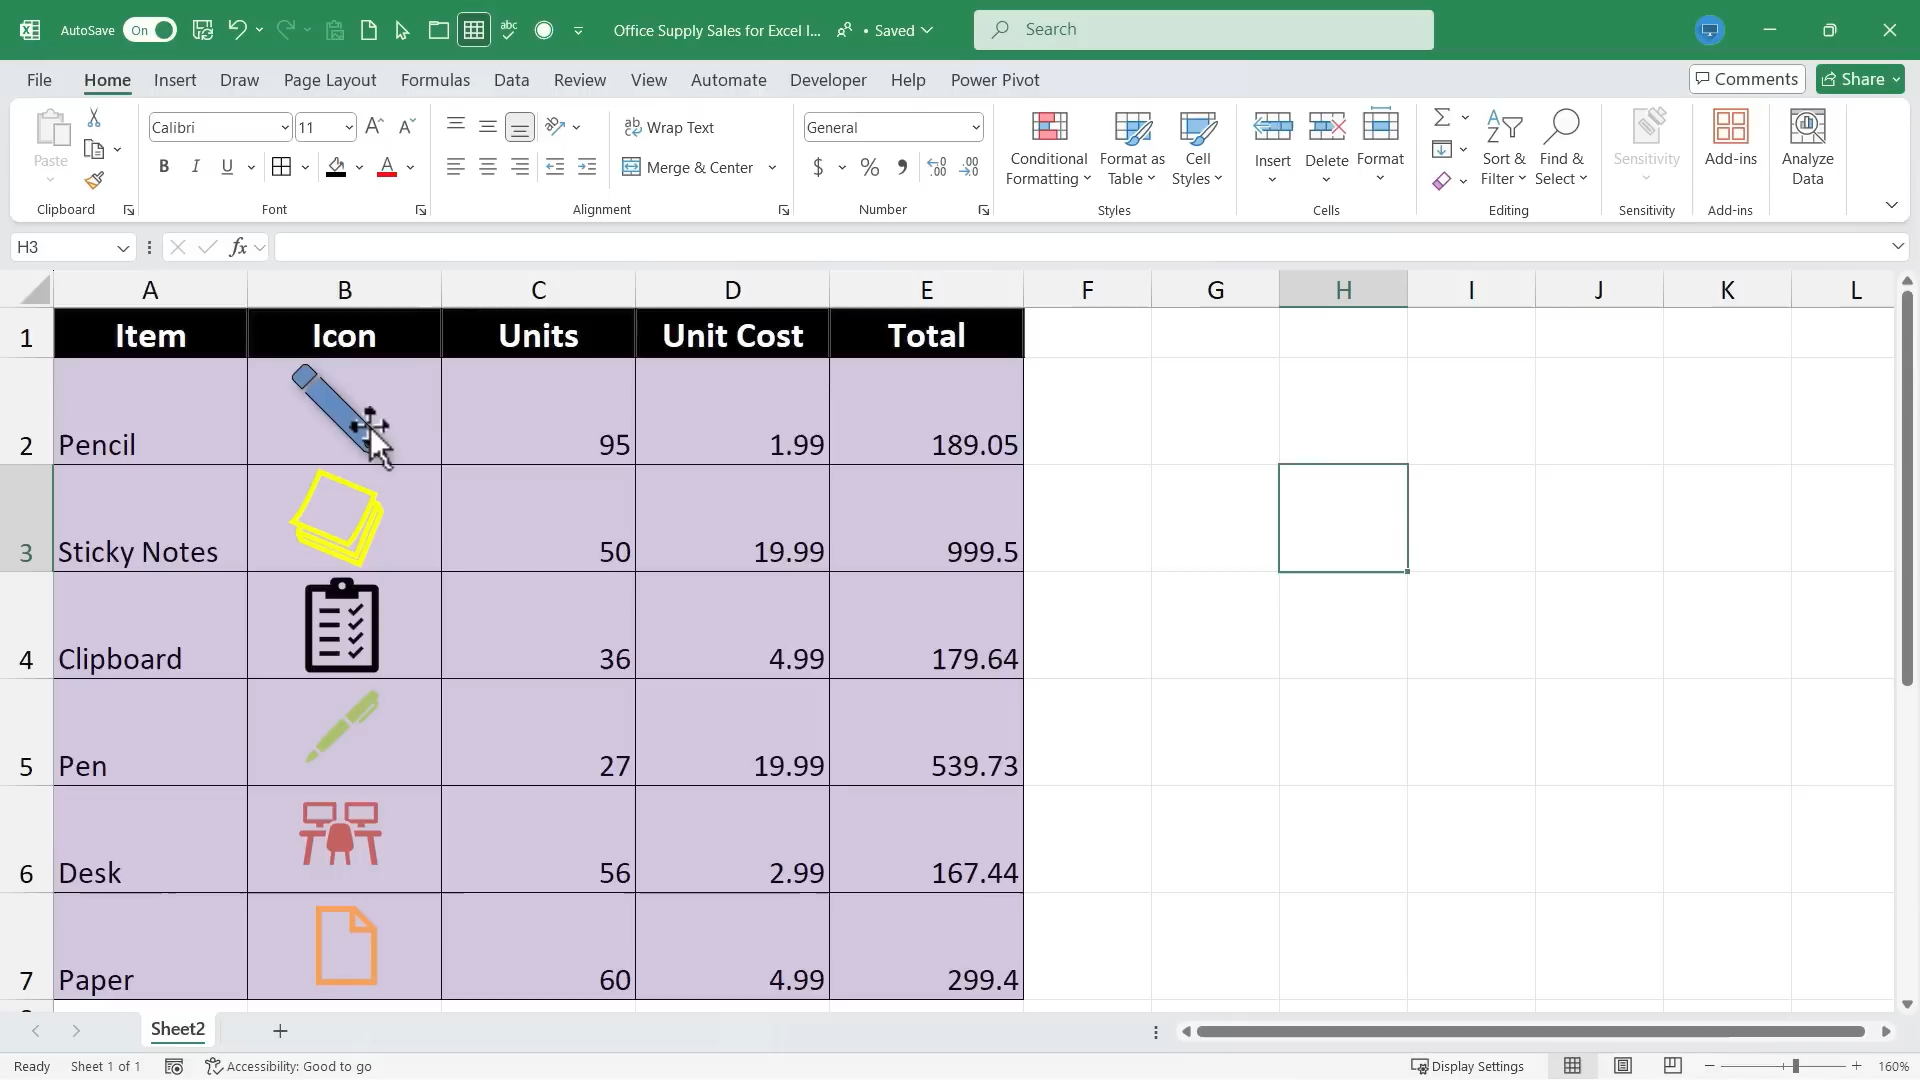 AutoSave On abc Office Supply Sales for Excel I... • Saved Search
File Home Insert Draw Page Layout Formulas Data Review View Automate Developer Help Power Pivot Comments Share
Paste Calibri 11 A A ab Wrap Text General Conditional Formatting Format as Table Cell Styles Insert Delete Format Sort & Filter Find & Select Sensitivity Add-ins Analyze Data
B I U A Merge & Center $ % 9 .00 .00
Clipboard Font Alignment Number Styles Cells Editing Sensitivity Add-ins
H3 fx
A B C D E F G H I J K L
1 Item Icon Units Unit Cost Total
2 Pencil 95 1.99 189.05
3 Sticky Notes 50 19.99 999.5
4 Clipboard 36 4.99 179.64
5 Pen 27 19.99 539.73
6 Desk 56 2.99 167.44
7 Paper 60 4.99 299.4
Sheet2
Ready Sheet 1 of 1 Accessibility: Good to go Display Settings 160%